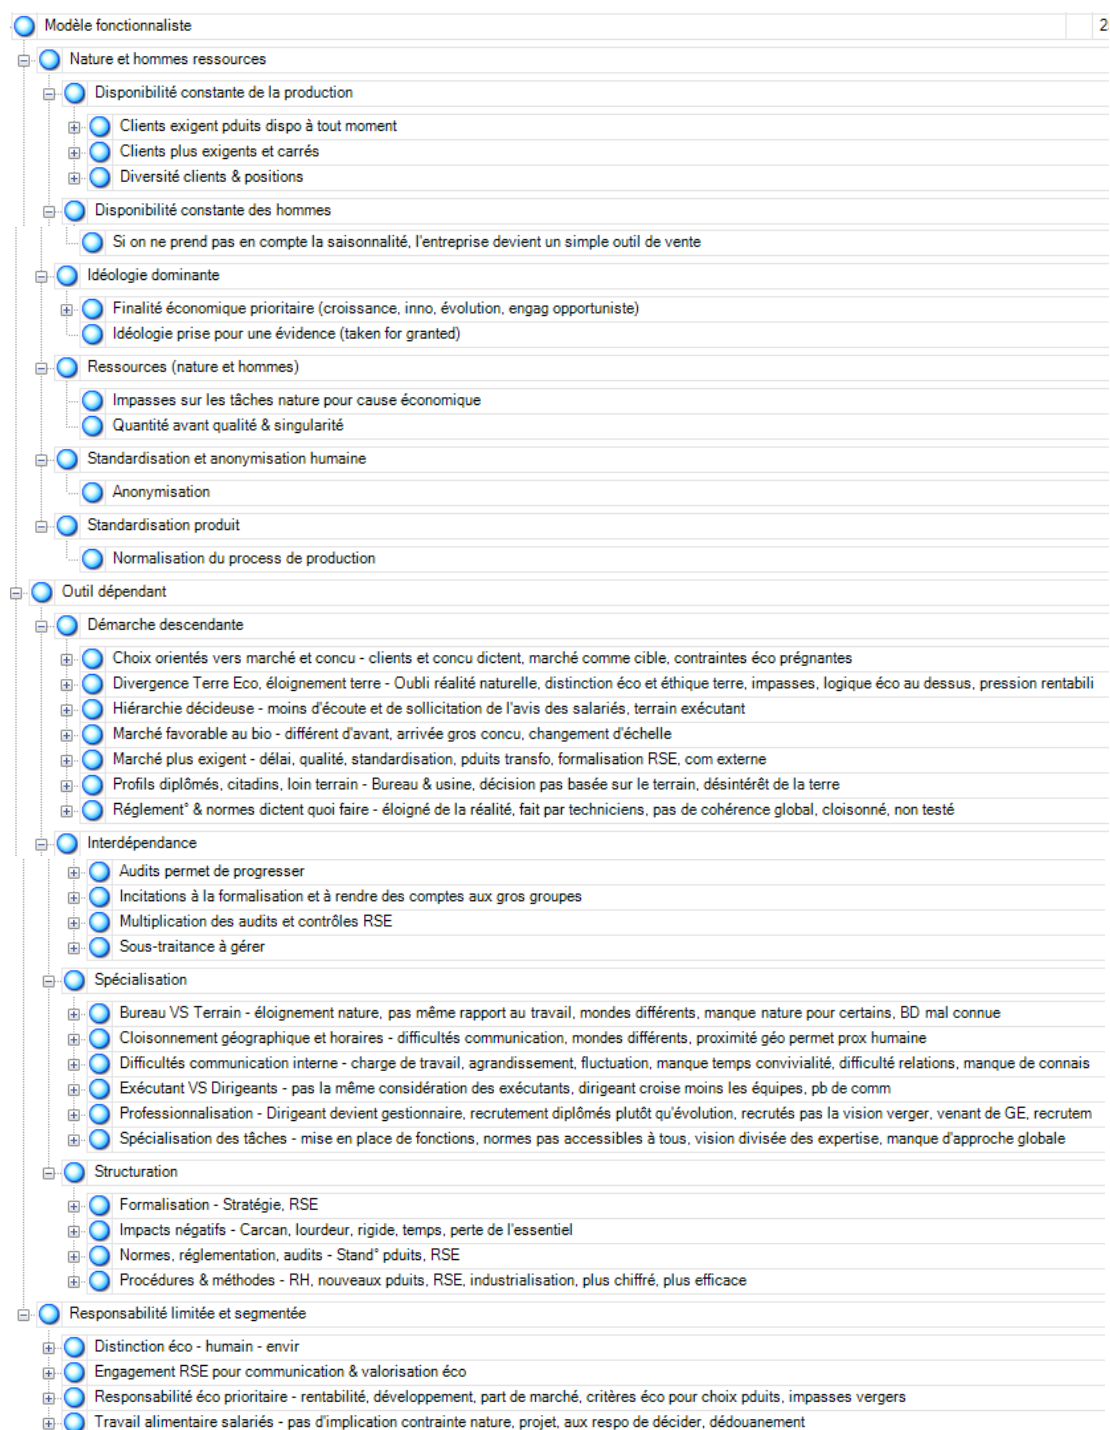 Modèle fonctionnaliste 2
Nature et hommes ressources
Disponibilité constante de la production
Clients exigent pduits dispo à tout moment
Clients plus exigents et carrés
Diversité clients & positions
Disponibilité constante des hommes
Si on ne prend pas en compte la saisonnalité, l'entreprise devient un simple outil de vente
Idéologie dominante
Finalité économique prioritaire (croissance, inno, évolution, engag opportuniste)
Idéologie prise pour une évidence (taken for granted)
Ressources (nature et hommes)
Impasses sur les tâches nature pour cause économique
Quantité avant qualité & singularité
Standardisation et anonymisation humaine
Anonymisation
Standardisation produit
Normalisation du process de production
Outil dépendant
Démarche descendante
Choix orientés vers marché et concu - clients et concu dictent, marché comme cible, contraintes éco prégnantes
Divergence Terre Eco, éloignement terre - Oubli réalité naturelle, distinction éco et éthique terre, impasses, logique éco au dessus, pression rentabili
Hiérarchie décideuse - moins d'écoute et de sollicitation de l'avis des salariés, terrain exécutant
Marché favorable au bio - différent d'avant, arrivée gros concu, changement d'échelle
Marché plus exigent - délai, qualité, standardisation, pduits transfo, formalisation RSE, com externe
Profils diplômés, citadins, loin terrain - Bureau & usine, décision pas basée sur le terrain, désintérêt de la terre
Réglement° & normes dictent quoi faire - éloigné de la réalité, fait par techniciens, pas de cohérence global, cloisonné, non testé
Interdépendance
Audits permet de progresser
Incitations à la formalisation et à rendre des comptes aux gros groupes
Multiplication des audits et contrôles RSE
Sous-traitance à gérer
Spécialisation
Bureau VS Terrain - éloignement nature, pas même rapport au travail, mondes différents, manque nature pour certains, BD mal connue
Cloisonnement géographique et horaires - difficultés communication, mondes différents, proximité géo permet prox humaine
Difficultés communication interne - charge de travail, agrandissement, fluctuation, manque temps convivialité, difficulté relations, manque de connais
Exécutant VS Dirigeants - pas la même considération des exécutants, dirigeant croise moins les équipes, pb de comm
Professionnalisation - Dirigeant devient gestionnaire, recrutement diplômés plutôt qu'évolution, recrutés pas la vision verger, venant de GE, recrutem
Spécialisation des tâches - mise en place de fonctions, normes pas accessibles à tous, vision divisée des expertise, manque d'approche globale
Structuration
Formalisation - Stratégie, RSE
Impacts négatifs - Carcan, lourdeur, rigide, temps, perte de l'essentiel
Normes, réglementation, audits - Stand° pduits, RSE
Procédures & méthodes - RH, nouveaux pduits, RSE, industrialisation, plus chiffré, plus efficace
Responsabilité limitée et segmentée
Distinction éco - humain - envir
Engagement RSE pour communication & valorisation éco
Responsabilité éco prioritaire - rentabilité, développement, part de marché, critères éco pour choix pduits, impasses vergers
Travail alimentaire salariés - pas d'implication contrainte nature, projet, aux respo de décider, dédouanement